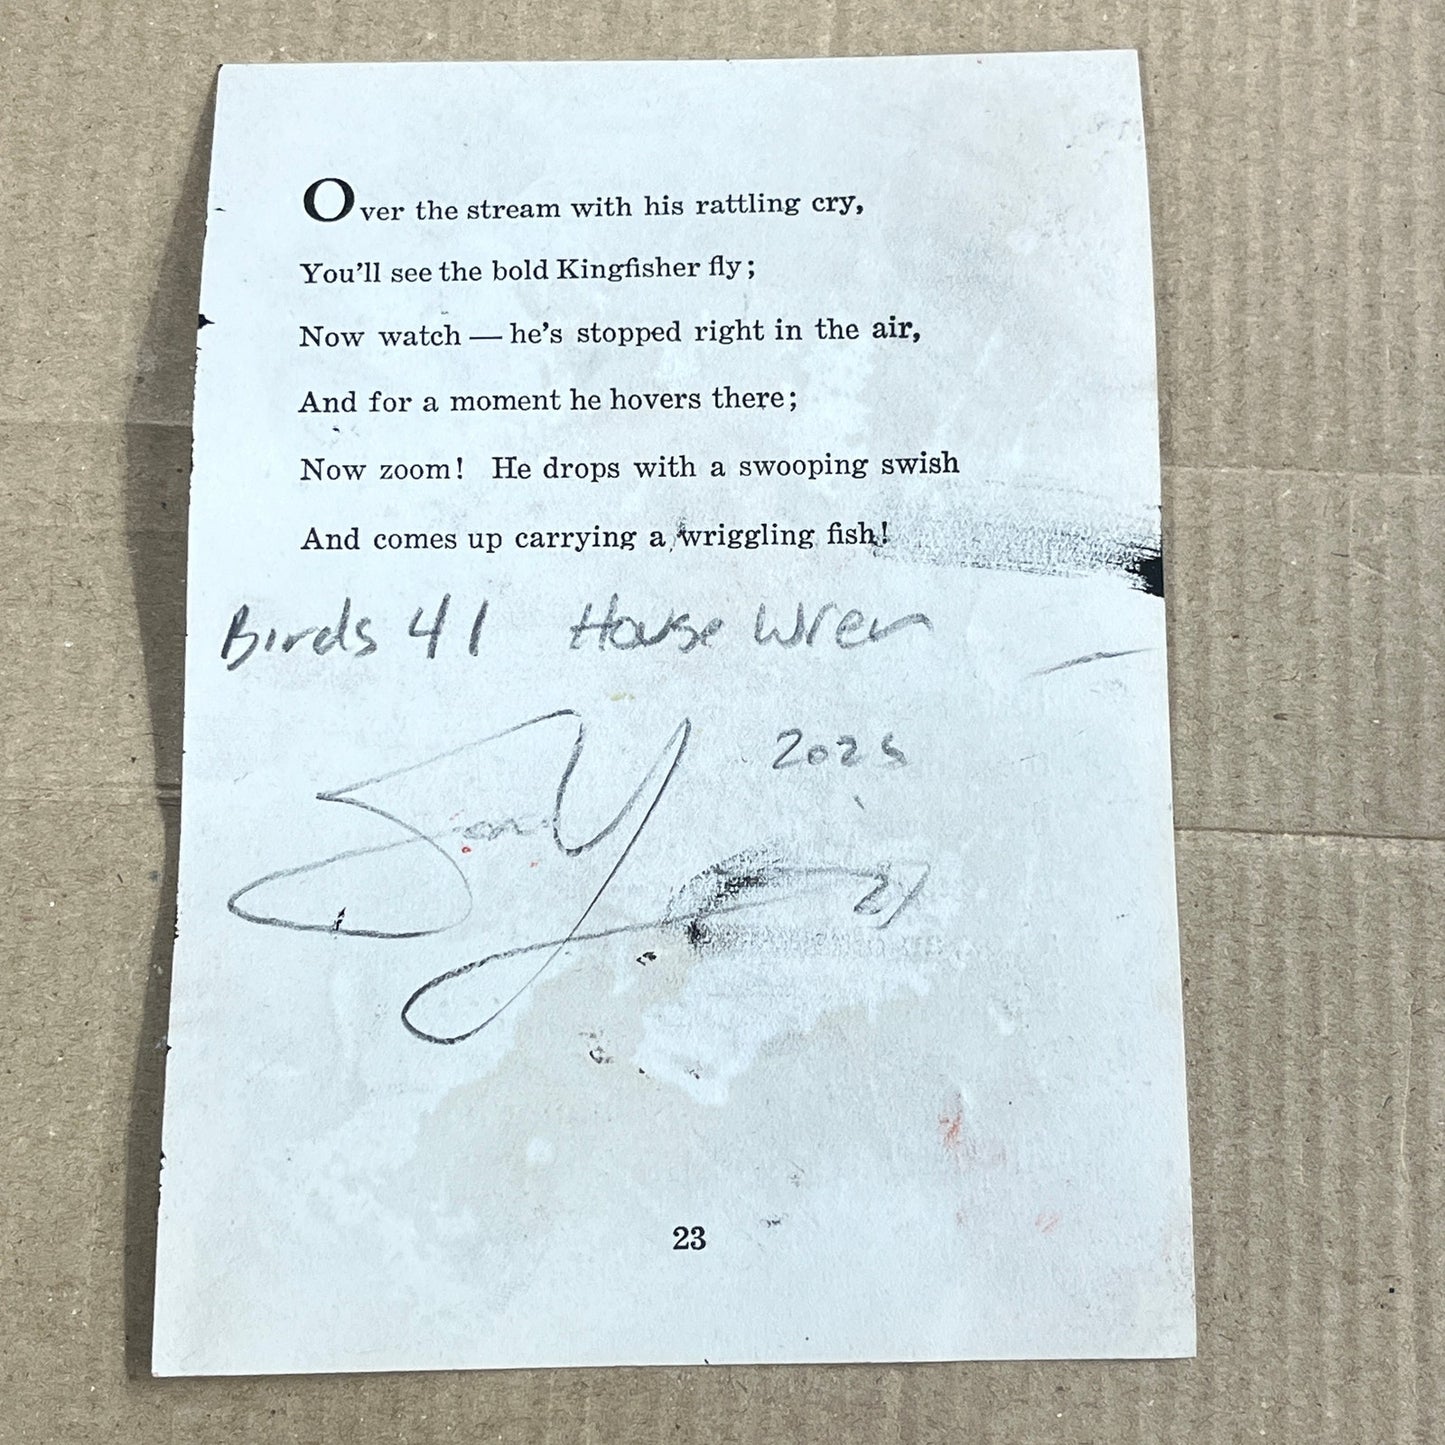 Over the stream with his rattling cry,
You'll see the bold Kingfisher fly;
Now watch — he's stopped right in the air,
And for a moment he hovers there;
Now zoom! He drops with a swooping swish
And comes up carrying a wriggling fish!
Birds 41 House Wren
2025
23